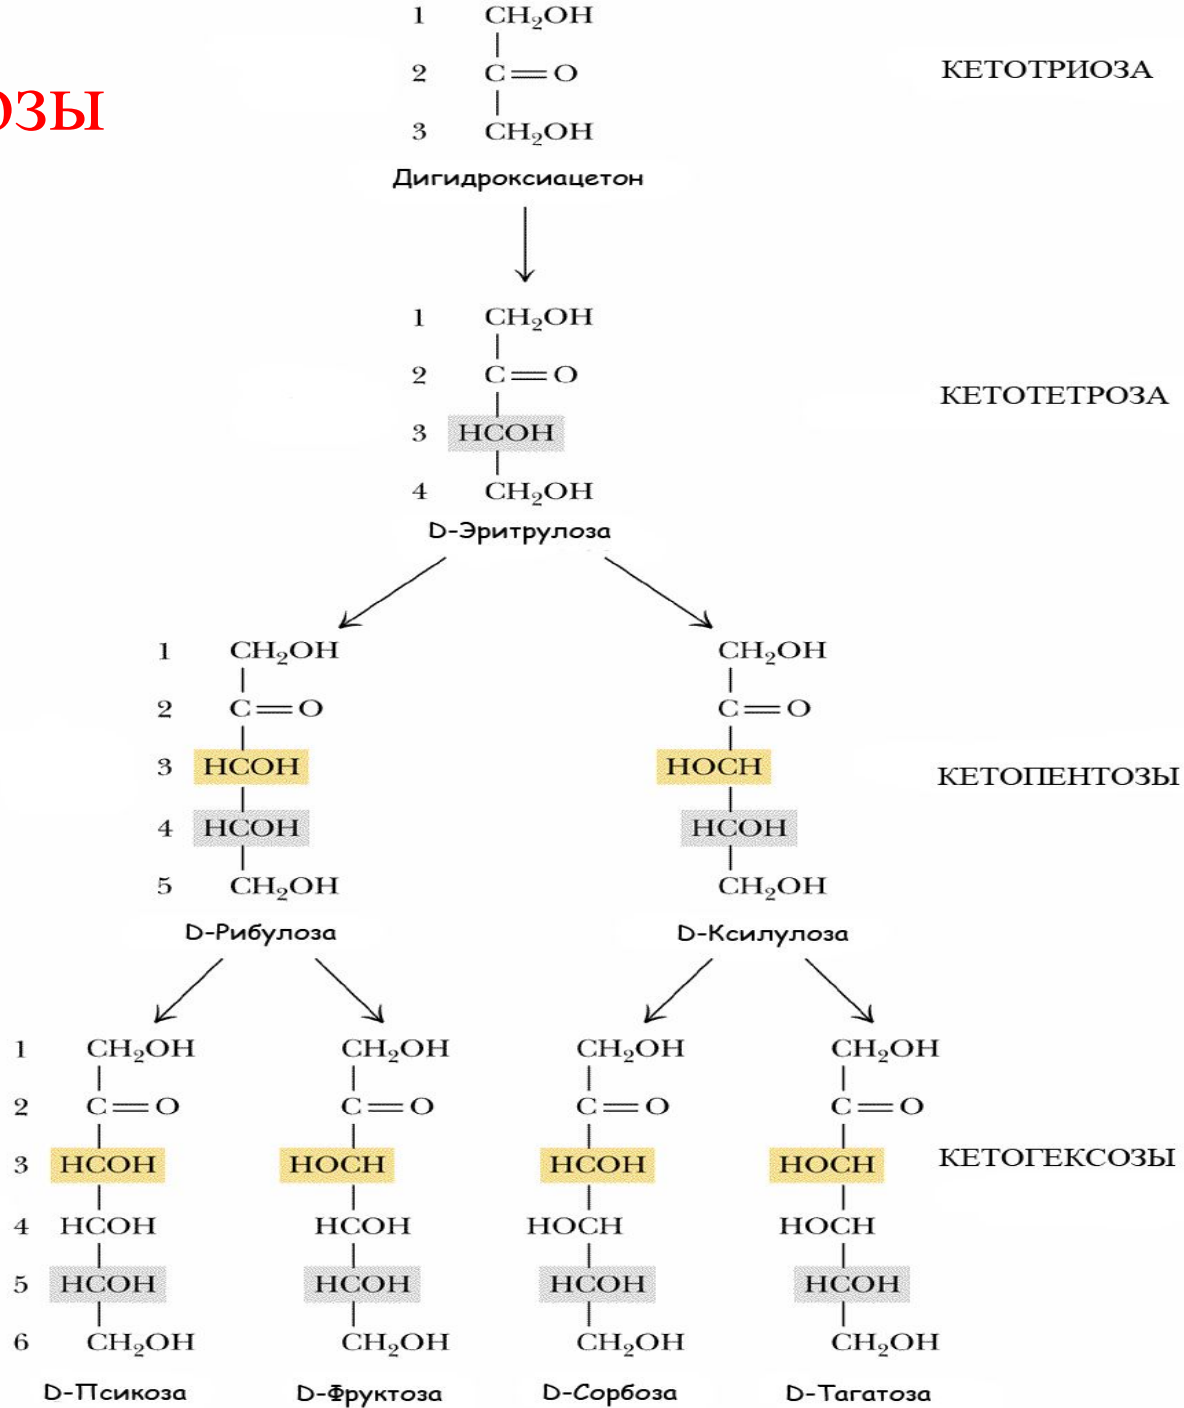 ОЗЫ
1 CH₂OH
2 C=O КЕТОТРИОЗА
3 CH₂OH
Дигидроксиацетон
1 CH₂OH
2 C=O КЕТОТЕТРОЗА
3 HCOH
4 CH₂OH
D-Эритрулоза
1 CH₂OH CH₂OH
2 C=O C=O
3 HCOH HOCH КЕТОПЕНТОЗЫ
4 HCOH HCOH
5 CH₂OH CH₂OH
D-Рибулоза D-Ксилулоза
1 CH₂OH CH₂OH CH₂OH CH₂OH
2 C=O C=O C=O C=O
3 HCOH HOCH HCOH HOCH КЕТОГЕКСОЗЫ
4 HCOH HCOH HOCH HOCH
5 HCOH HCOH HCOH HCOH
6 CH₂OH CH₂OH CH₂OH CH₂OH
D-Псикоза D-Фруктоза D-Сорбоза D-Тагатоза